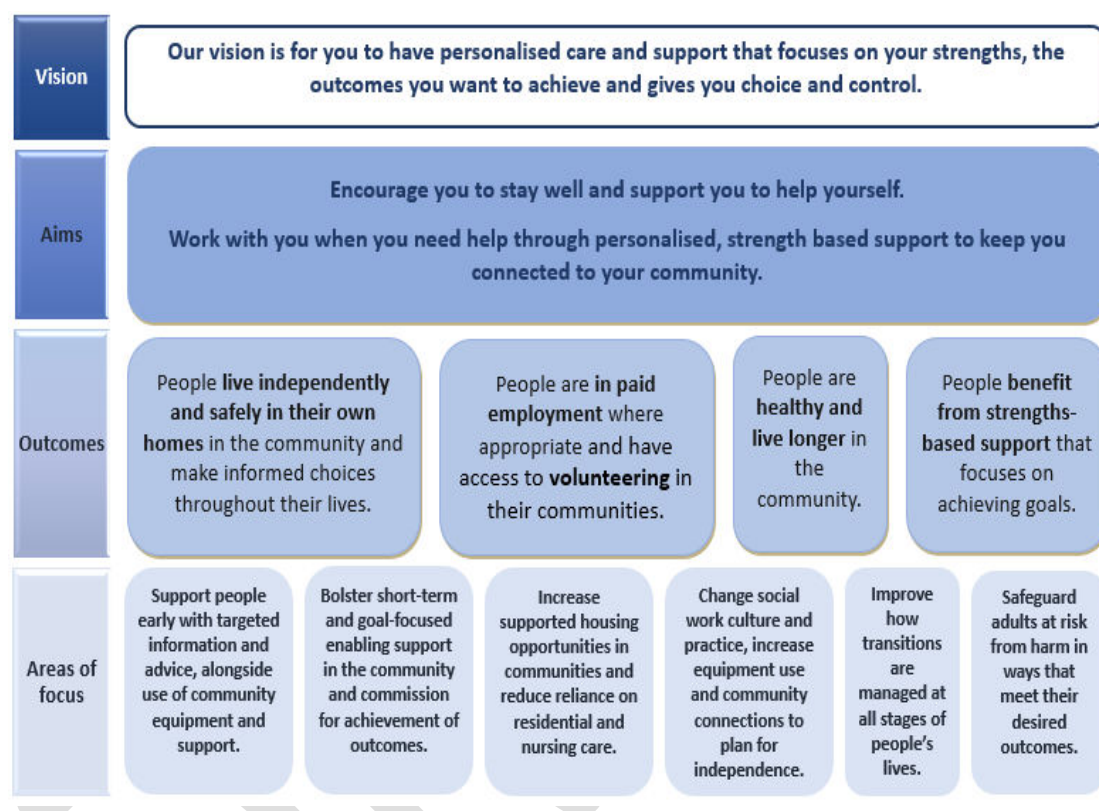 Vision
Our vision is for you to have personalised care and support that focuses on your strengths, the
outcomes you want to achieve and gives you choice and control.
Aims
Encourage you to stay well and support you to help yourself.
Work with you when you need help through personalised, strength based support to keep you
connected to your community.
Outcomes
People live independently
and safely in their own
homes in the community and
make informed choices
throughout their lives.
People are in paid
employment where
appropriate and have
access to volunteering in
their communities.
People are
healthy and
live longer in
the
community.
People benefit
from strengths-
based support that
focuses on
achieving goals.
Areas of
focus
Support people
early with targeted
information and
advice, alongside
use of community
equipment and
support.
Bolster short-term
and goal-focused
enabling support
in the community
and commission
for achievement of
outcomes.
Increase
supported housing
opportunities in
communities and
reduce reliance on
residential and
nursing care.
Change social
work culture and
practice, increase
equipment use
and community
connections to
plan for
independence.
Improve
how
transitions
are
managed at
all stages of
people's
lives.
Safeguard
adults at risk
from harm in
ways that
meet their
desired
outcomes.